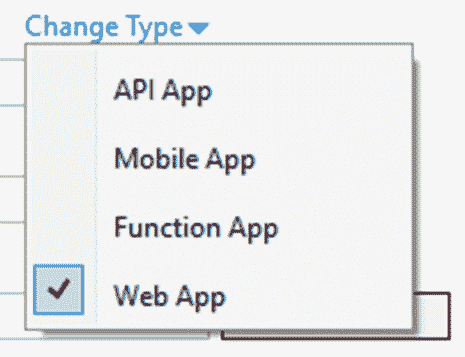 Change Type
API App
Mobile App
Function App
Web App